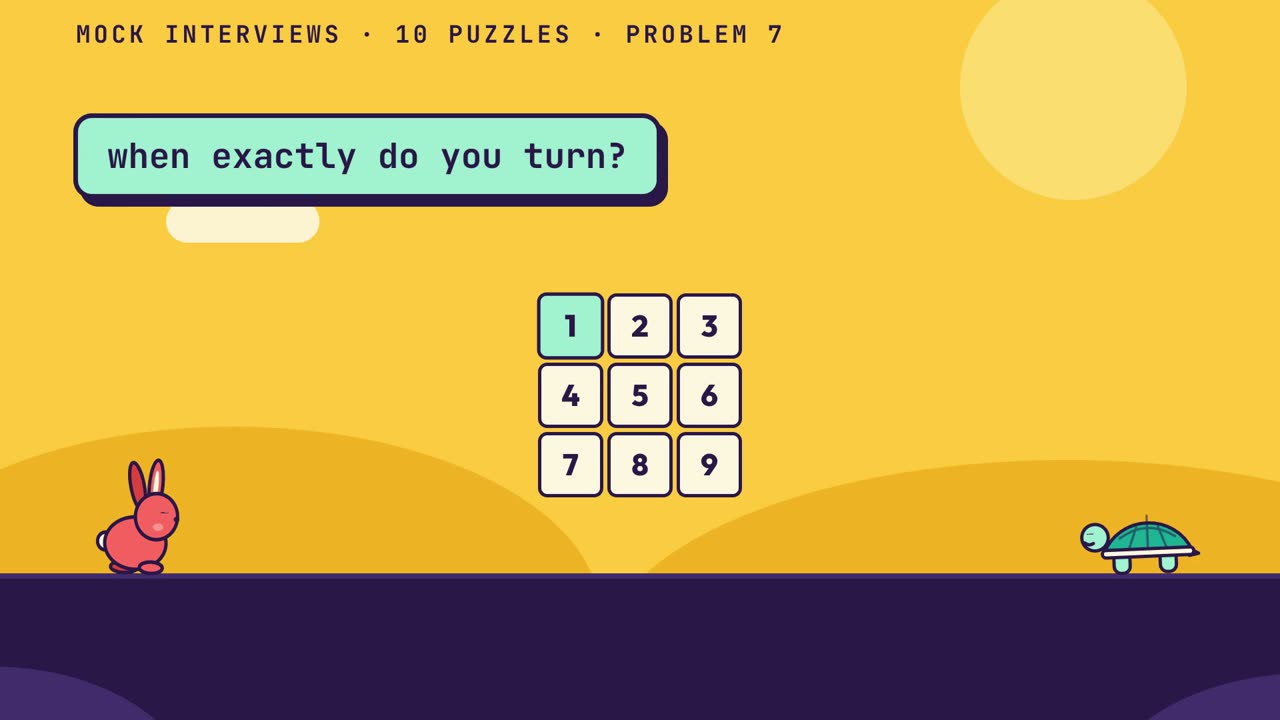 MOCK INTERVIEWS · 10 PUZZLES · PROBLEM 7
when exactly do you turn?
1 2 3
4 5 6
7 8 9